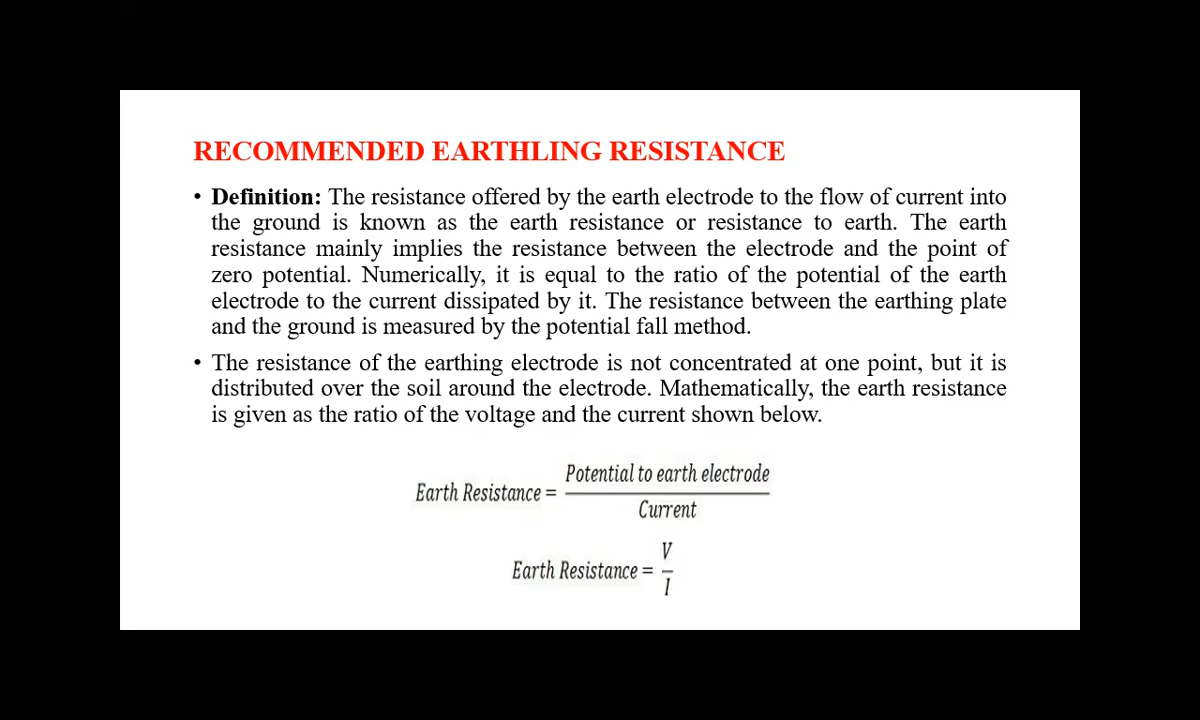 RECOMMENDED EARTHLING RESISTANCE
• Definition: The resistance offered by the earth electrode to the flow of current into
the ground is known as the earth resistance or resistance to earth. The earth
resistance mainly implies the resistance between the electrode and the point of
zero potential. Numerically, it is equal to the ratio of the potential of the earth
electrode to the current dissipated by it. The resistance between the earthing plate
and the ground is measured by the potential fall method.
• The resistance of the earthing electrode is not concentrated at one point, but it is
distributed over the soil around the electrode. Mathematically, the earth resistance
is given as the ratio of the voltage and the current shown below.
Potential to earth electrode
Earth Resistance =
Current
V
Earth Resistance =
I